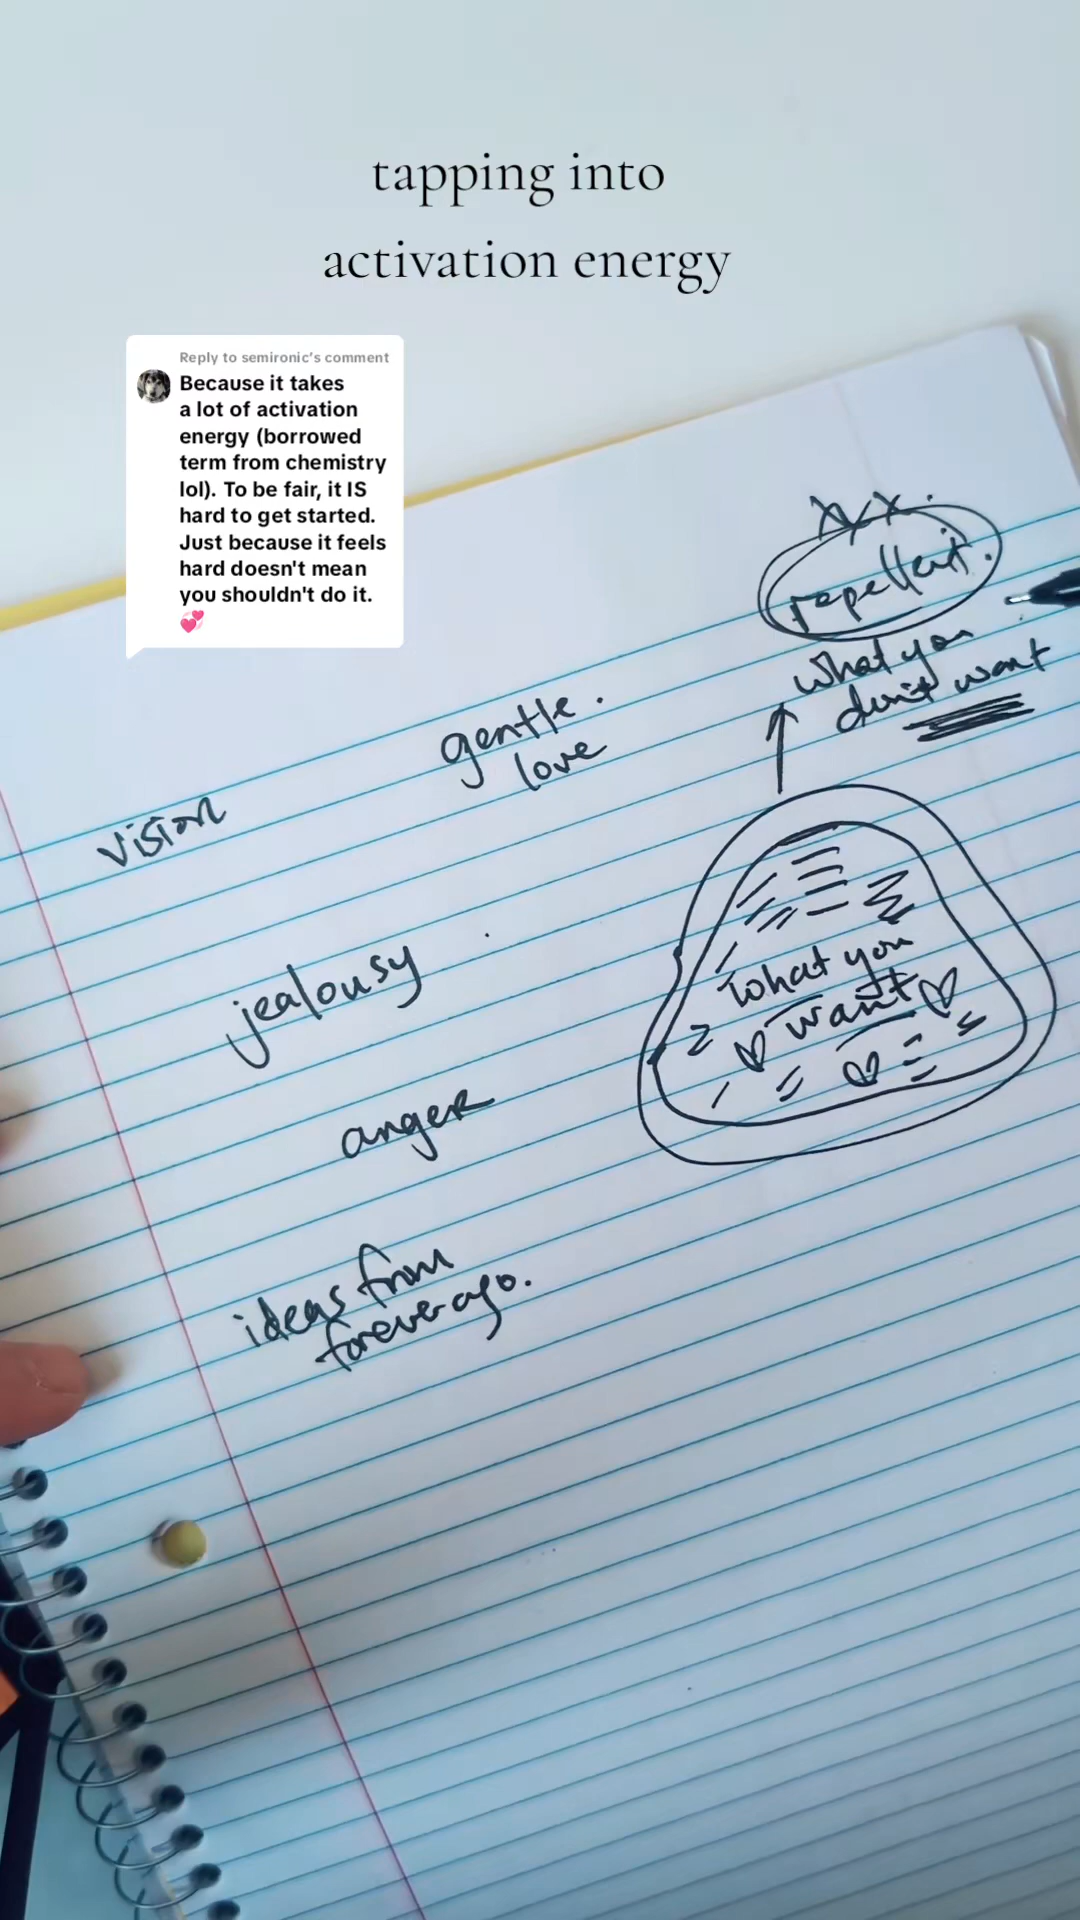 tapping into
activation energy
Reply to semironic's comment
Because it takes
a lot of activation
energy (borrowed
term from chemistry
lol). To be fair, it IS
hard to get started.
Just because it feels
hard doesn't mean
you shouldn't do it.
💞
repellent.
what you
don't want
gentle.
love
vision
jealousy
what you
want
anger
ideas from
forever ago.